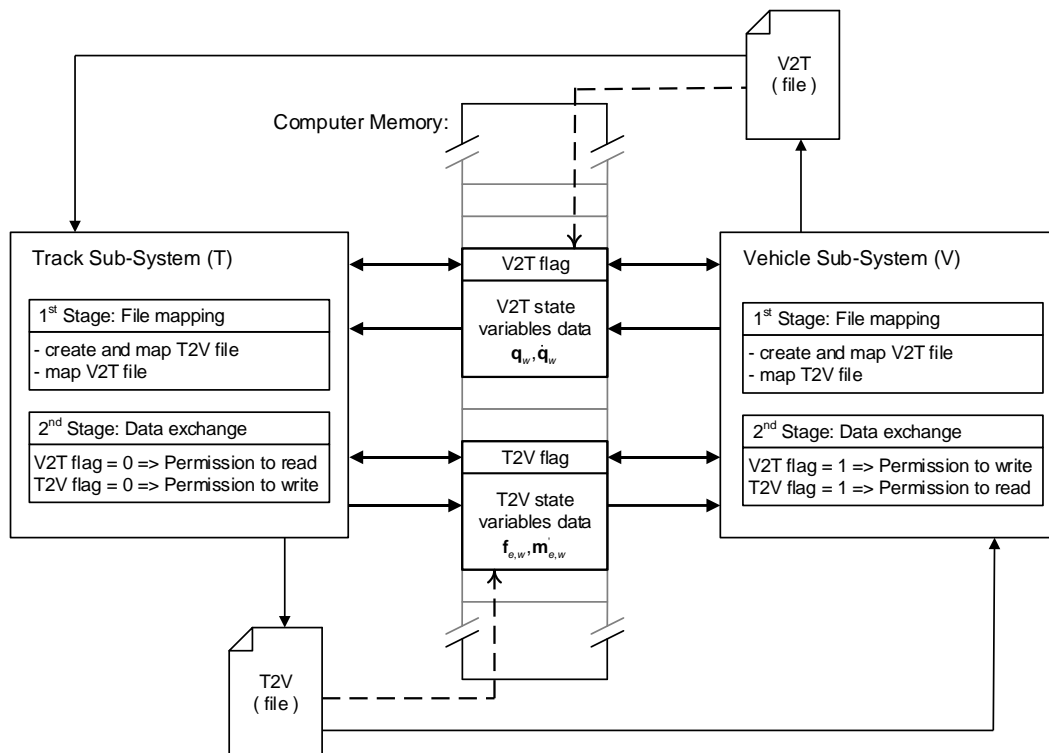 V2T
( file )
Computer Memory:
Track Sub-System (T)
1st Stage: File mapping
- create and map T2V file
- map V2T file
2nd Stage: Data exchange
V2T flag = 0 => Permission to read
T2V flag = 0 => Permission to write
V2T flag
V2T state
variables data
q_w, q̇_w
T2V flag
T2V state
variables data
f_e,w, m'_e,w
Vehicle Sub-System (V)
1st Stage: File mapping
- create and map V2T file
- map T2V file
2nd Stage: Data exchange
V2T flag = 1 => Permission to write
T2V flag = 1 => Permission to read
T2V
( file )